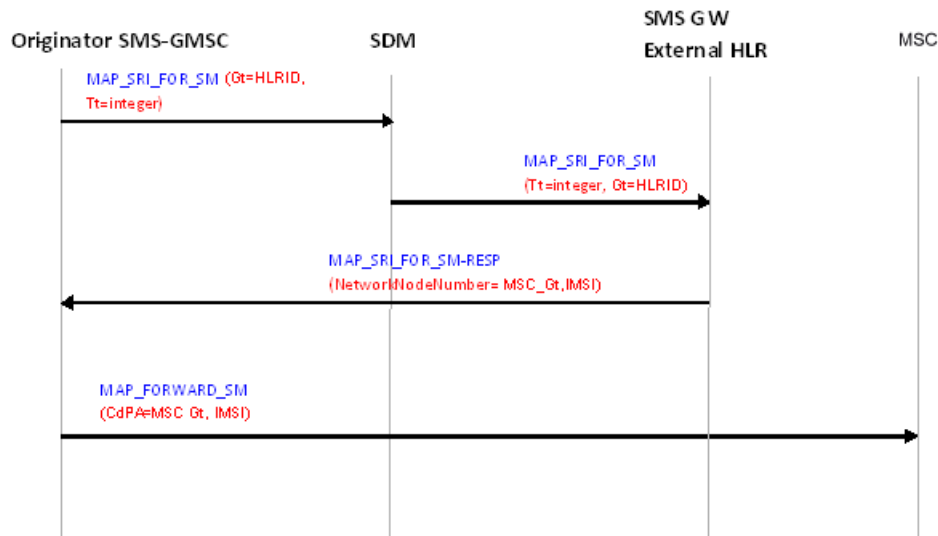 Originator SMS-GMSC
SDM
SMS GW
External HLR
MSC
MAP_SRI_FOR_SM (Gt=HLRID,
Tt=integer)
MAP_SRI_FOR_SM
(Tt=integer, Gt=HLRID)
MAP_SRI_FOR_SM-RESP
(NetworkNodeNumber= MSC_Gt,IMSI)
MAP_FORWARD_SM
(CdPA=MSC Gt, IMSI)